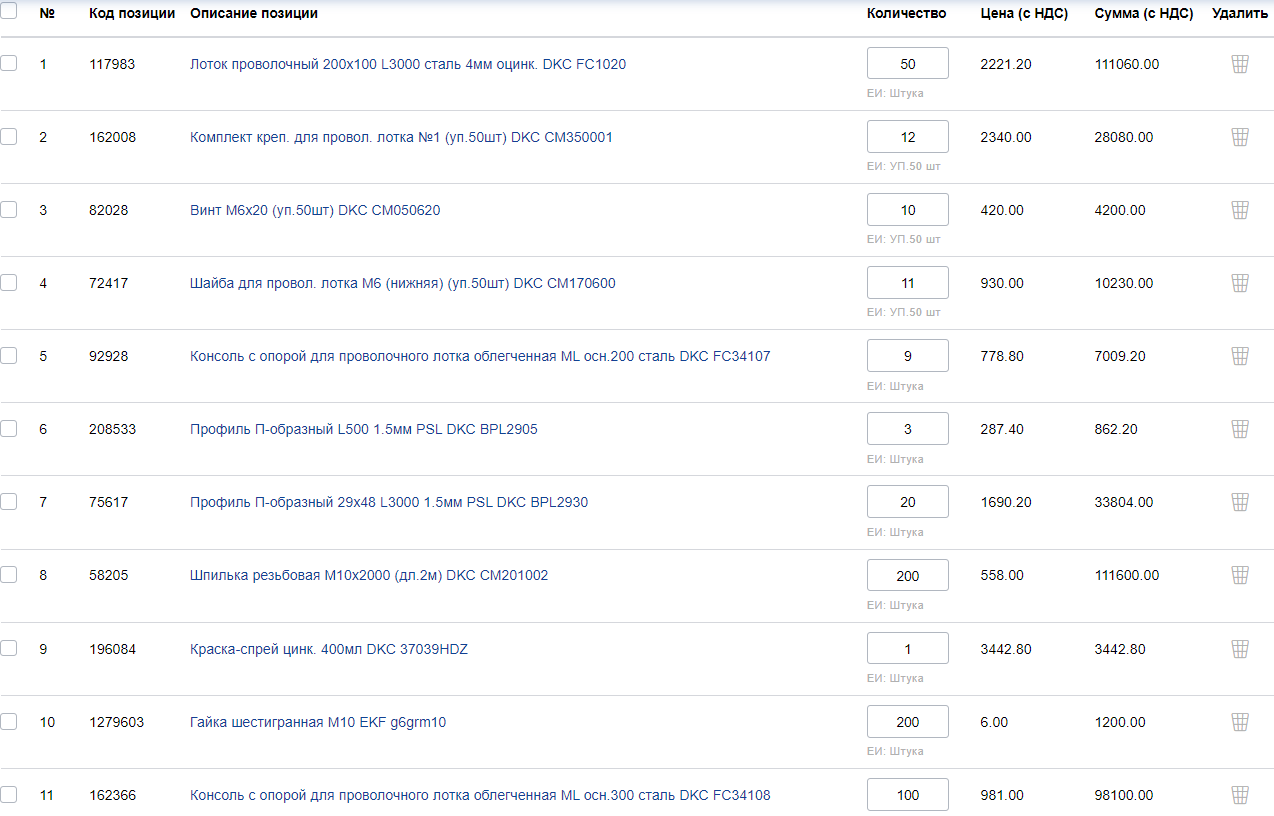 № Код позиции Описание позиции Количество Цена (с НДС) Сумма (с НДС) Удалить
1 117983 Лоток проволочный 200х100 L3000 сталь 4мм оцинк. DKC FC1020 50 2221.20 111060.00
ЕИ: Штука
2 162008 Комплект креп. для провол. лотка №1 (уп.50шт) DKC CM350001 12 2340.00 28080.00
ЕИ: УП.50 шт
3 82028 Винт М6х20 (уп.50шт) DKC CM050620 10 420.00 4200.00
ЕИ: УП.50 шт
4 72417 Шайба для провол. лотка М6 (нижняя) (уп.50шт) DKC CM170600 11 930.00 10230.00
ЕИ: УП.50 шт
5 92928 Консоль с опорой для проволочного лотка облегченная ML осн.200 сталь DKC FC34107 9 778.80 7009.20
ЕИ: Штука
6 208533 Профиль П-образный L500 1.5мм PSL DKC BPL2905 3 287.40 862.20
ЕИ: Штука
7 75617 Профиль П-образный 29х48 L3000 1.5мм PSL DKC BPL2930 20 1690.20 33804.00
ЕИ: Штука
8 58205 Шпилька резьбовая М10х2000 (дл.2м) DKC CM201002 200 558.00 111600.00
ЕИ: Штука
9 196084 Краска-спрей цинк. 400мл DKC 37039HDZ 1 3442.80 3442.80
ЕИ: Штука
10 1279603 Гайка шестигранная М10 EKF g6grm10 200 6.00 1200.00
ЕИ: Штука
11 162366 Консоль с опорой для проволочного лотка облегченная ML осн.300 сталь DKC FC34108 100 981.00 98100.00